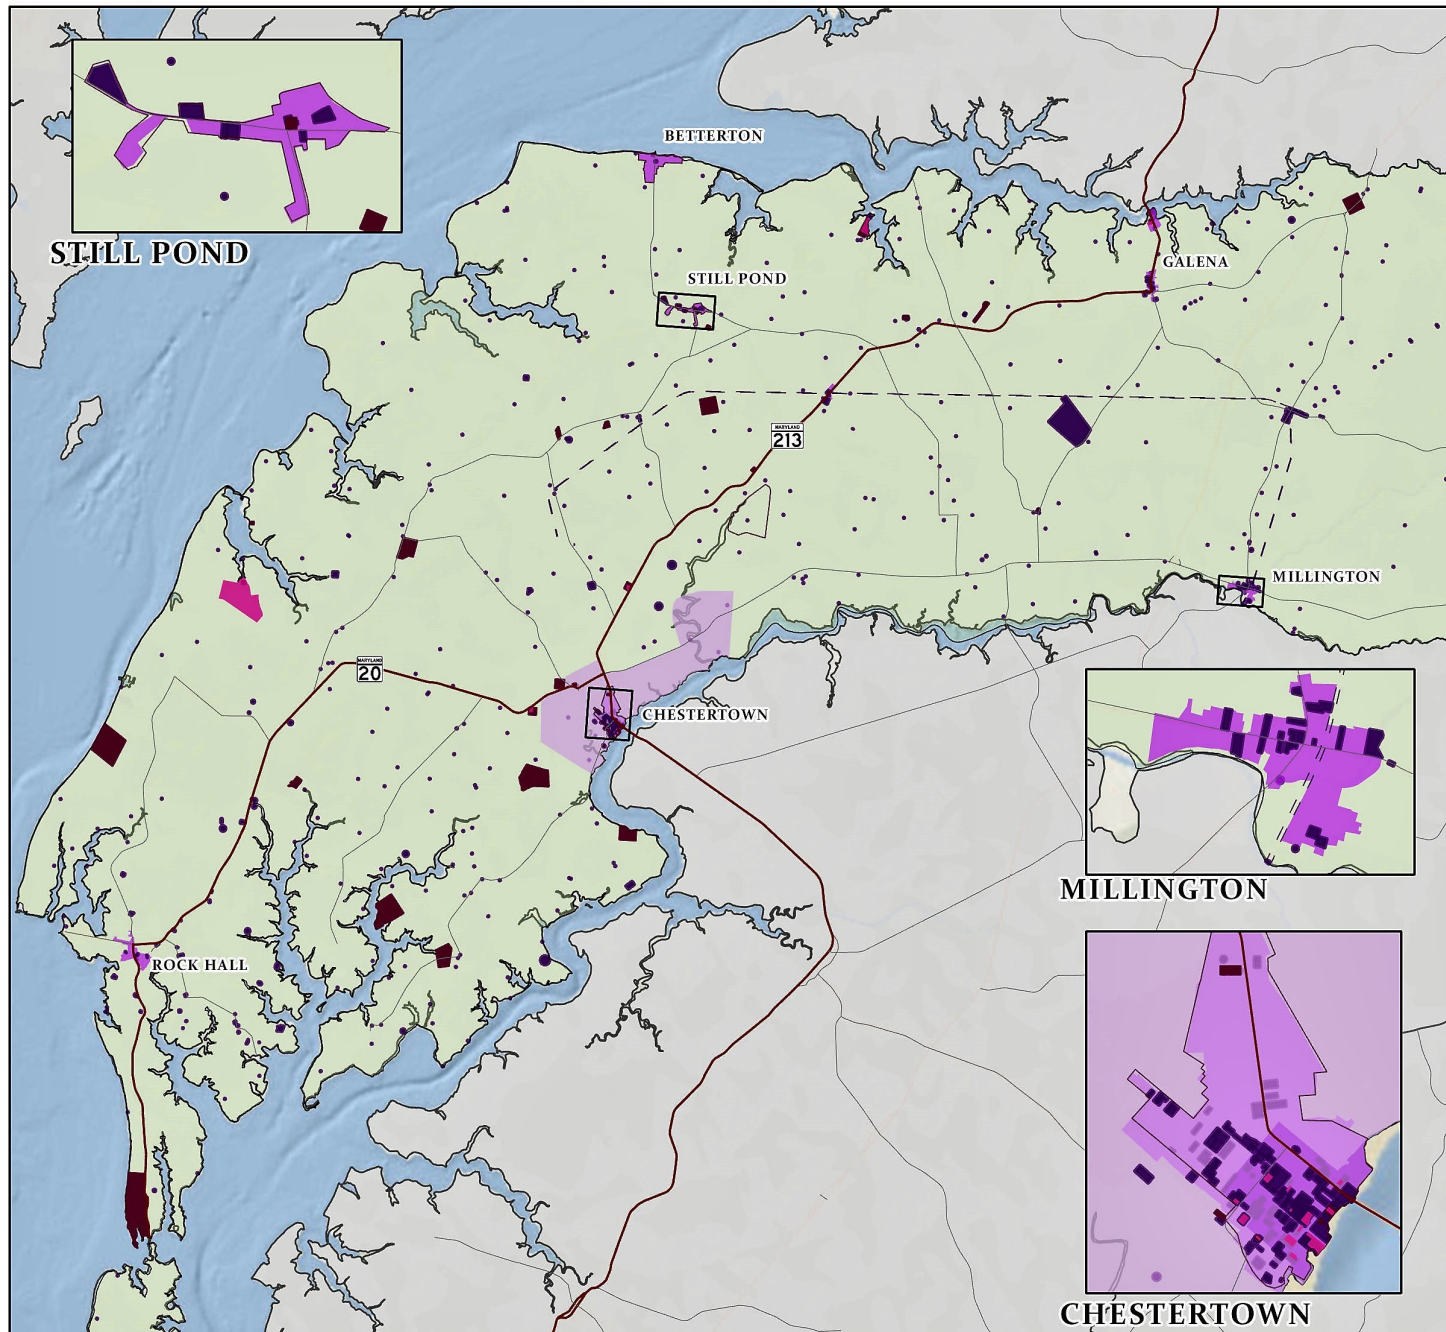 BETTERTON
STILL POND
STILL POND
GALENA
MARYLAND
213
MILLINGTON
MARYLAND
20
CHESTERTOWN
MILLINGTON
ROCK HALL
CHESTERTOWN